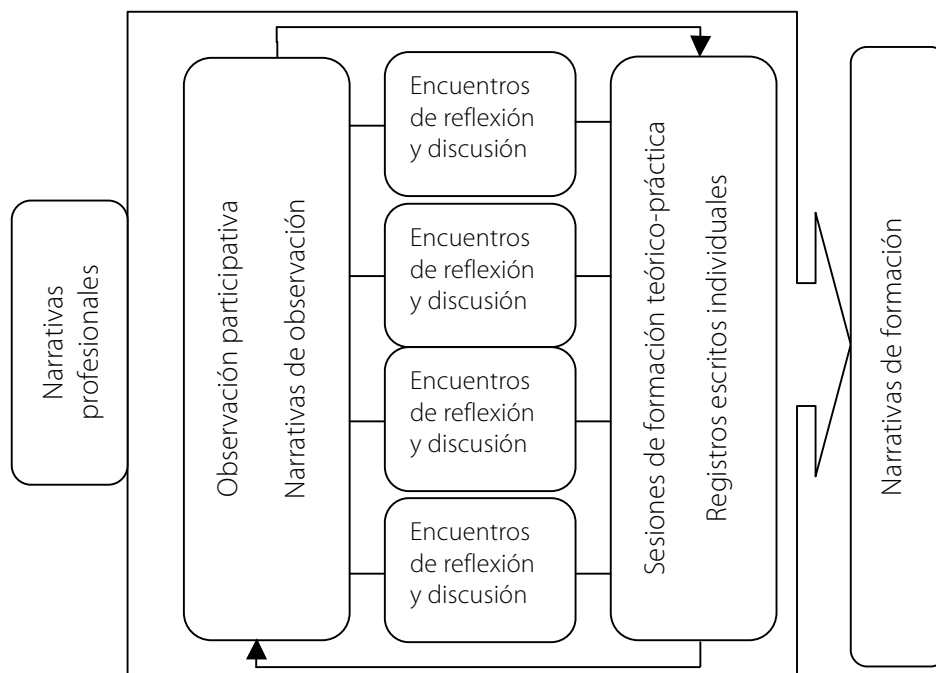 Narrativas
profesionales
Observación participativa
Narrativas de observación
Encuentros
de reflexión
y discusión
Encuentros
de reflexión
y discusión
Encuentros
de reflexión
y discusión
Encuentros
de reflexión
y discusión
Sesiones de formación teórico-práctica
Registros escritos individuales
Narrativas de formación